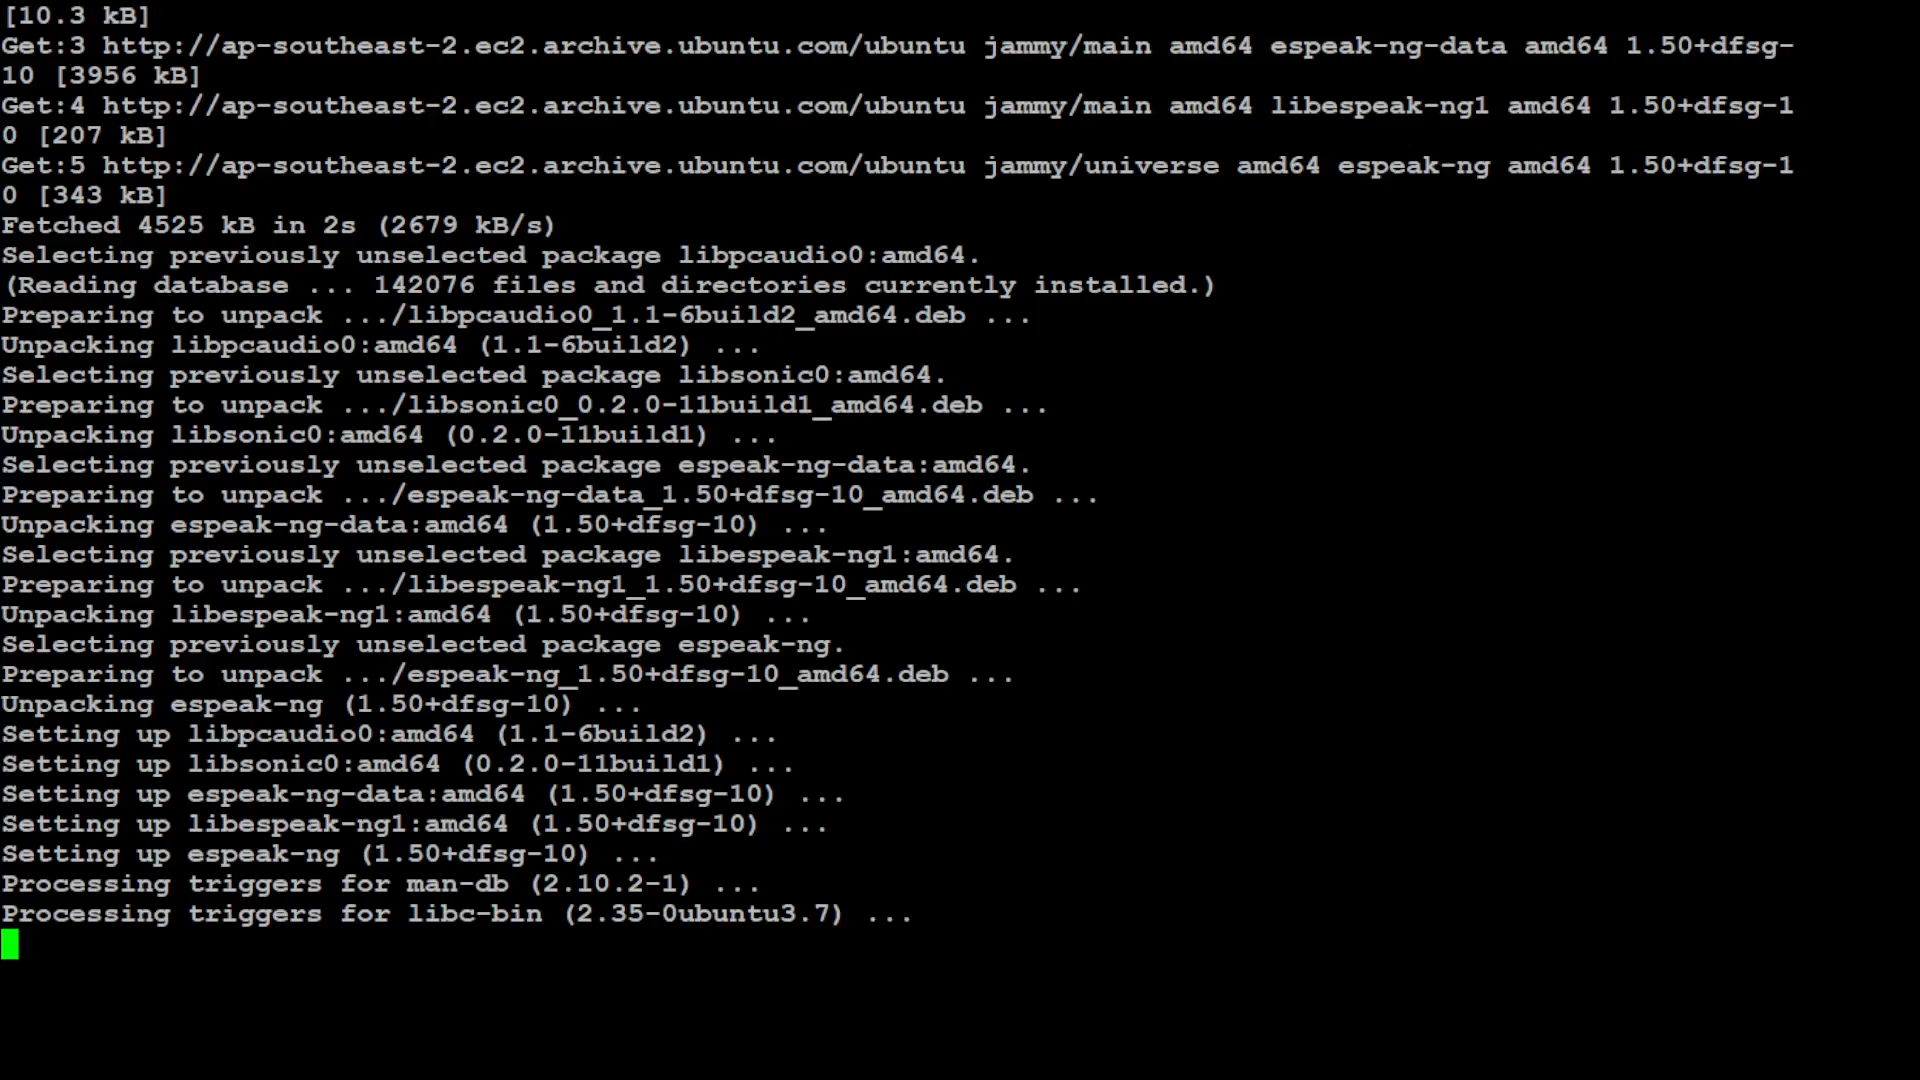 [10.3 kB]
Get:3 http://ap-southeast-2.ec2.archive.ubuntu.com/ubuntu jammy/main amd64 espeak-ng-data amd64 1.50+dfsg-
10 [3956 kB]
Get:4 http://ap-southeast-2.ec2.archive.ubuntu.com/ubuntu jammy/main amd64 libespeak-ng1 amd64 1.50+dfsg-1
0 [207 kB]
Get:5 http://ap-southeast-2.ec2.archive.ubuntu.com/ubuntu jammy/universe amd64 espeak-ng amd64 1.50+dfsg-1
0 [343 kB]
Fetched 4525 kB in 2s (2679 kB/s)
Selecting previously unselected package libpcaudio0:amd64.
(Reading database ... 142076 files and directories currently installed.)
Preparing to unpack .../libpcaudio0_1.1-6build2_amd64.deb ...
Unpacking libpcaudio0:amd64 (1.1-6build2) ...
Selecting previously unselected package libsonic0:amd64.
Preparing to unpack .../libsonic0_0.2.0-11build1_amd64.deb ...
Unpacking libsonic0:amd64 (0.2.0-11build1) ...
Selecting previously unselected package espeak-ng-data:amd64.
Preparing to unpack .../espeak-ng-data_1.50+dfsg-10_amd64.deb ...
Unpacking espeak-ng-data:amd64 (1.50+dfsg-10) ...
Selecting previously unselected package libespeak-ng1:amd64.
Preparing to unpack .../libespeak-ng1_1.50+dfsg-10_amd64.deb ...
Unpacking libespeak-ng1:amd64 (1.50+dfsg-10) ...
Selecting previously unselected package espeak-ng.
Preparing to unpack .../espeak-ng_1.50+dfsg-10_amd64.deb ...
Unpacking espeak-ng (1.50+dfsg-10) ...
Setting up libpcaudio0:amd64 (1.1-6build2) ...
Setting up libsonic0:amd64 (0.2.0-11build1) ...
Setting up espeak-ng-data:amd64 (1.50+dfsg-10) ...
Setting up libespeak-ng1:amd64 (1.50+dfsg-10) ...
Setting up espeak-ng (1.50+dfsg-10) ...
Processing triggers for man-db (2.10.2-1) ...
Processing triggers for libc-bin (2.35-0ubuntu3.7) ...